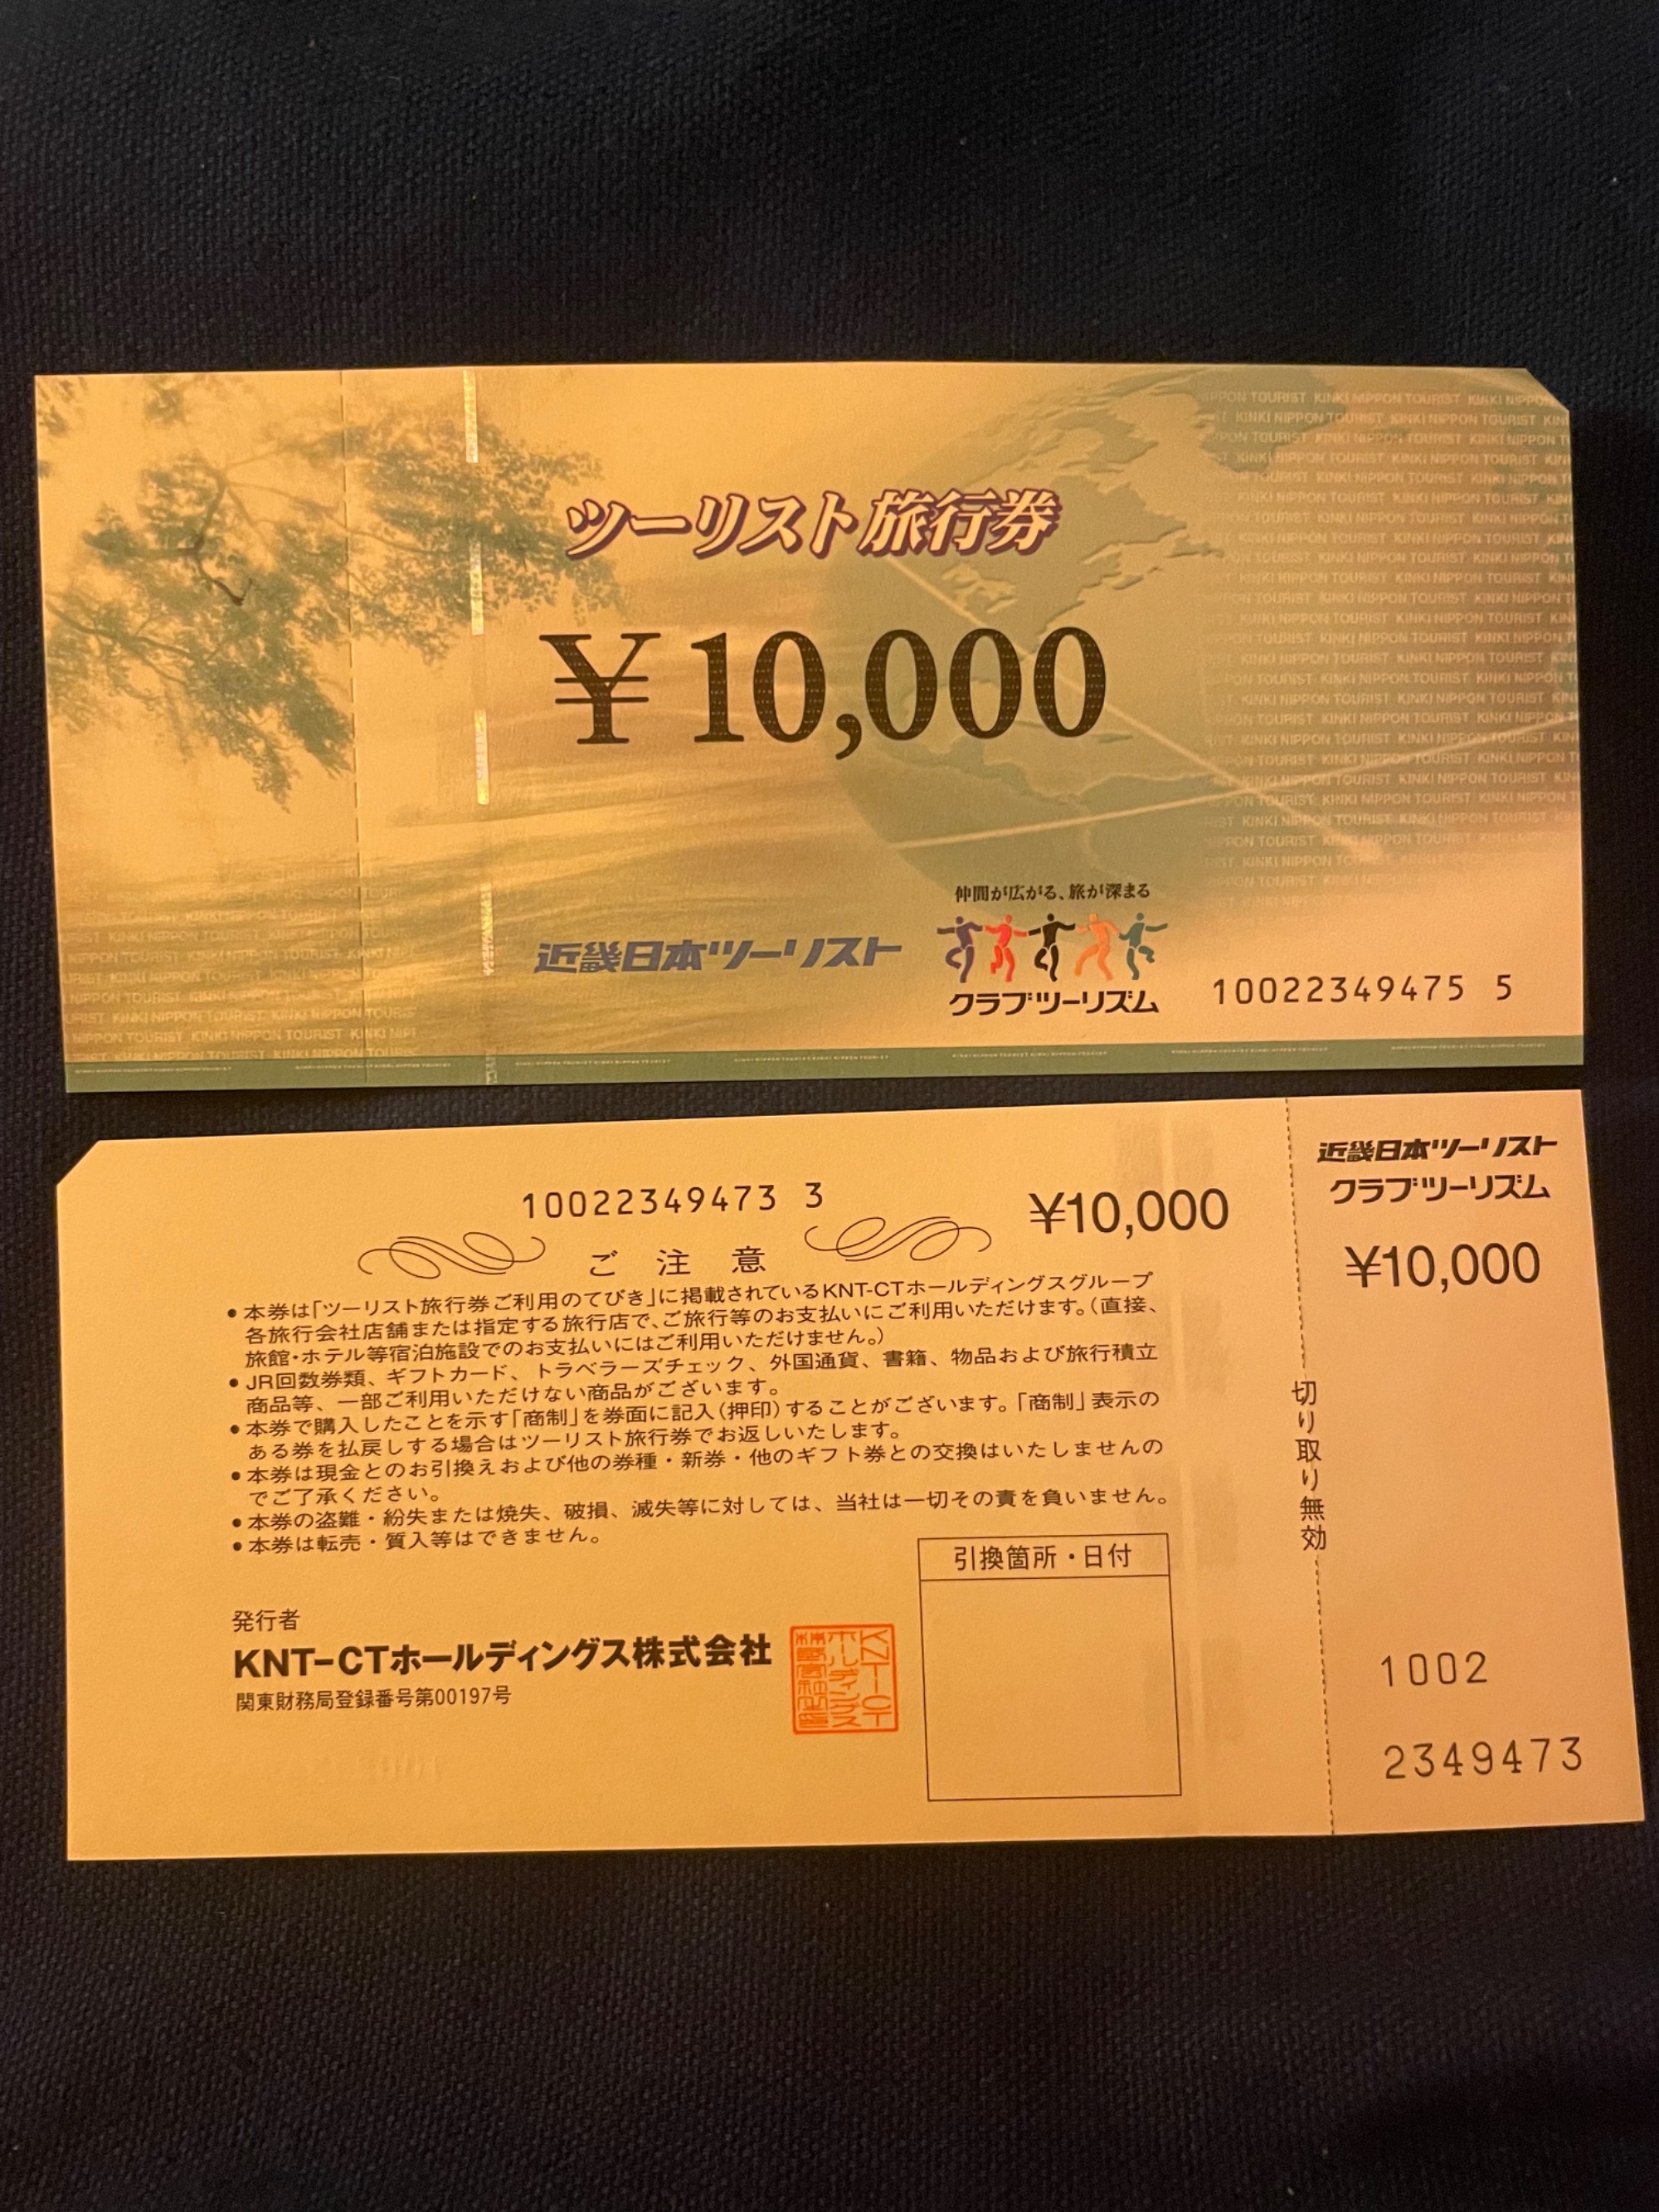 ツーリスト旅行券
¥10,000
仲間が広がる、旅が深まる
近畿日本ツーリスト
クラブツーリズム
10022349475 5
10022349473 3
¥10,000
ご注意
●本券は「ツーリスト旅行券ご利用のてびき」に掲載されているKNT-CTホールディングスグループ
各旅行会社店舗または指定する旅行店で、ご旅行等のお支払いにご利用いただけます。（直接、
旅館・ホテル等宿泊施設でのお支払いにはご利用いただけません。）
●JR回数券類、ギフトカード、トラベラーズチェック、外国通貨、書籍、物品および旅行積立
商品等、一部ご利用いただけない商品がございます。
●本券で購入したことを示す「商制」を券面に記入（押印）することがございます。「商制」表示の
ある券を払戻しする場合はツーリスト旅行券でお返しいたします。
●本券は現金とのお引換えおよび他の券種・新券・他のギフト券との交換はいたしませんの
でご了承ください。
●本券の盗難・紛失または焼失、破損、滅失等に対しては、当社は一切その責を負いません。
●本券は転売・質入等はできません。
発行者
KNT-CTホールディングス株式会社
関東財務局登録番号第00197号
引換箇所・日付
切り取り無効
近畿日本ツーリスト
クラブツーリズム
¥10,000
1002
2349473